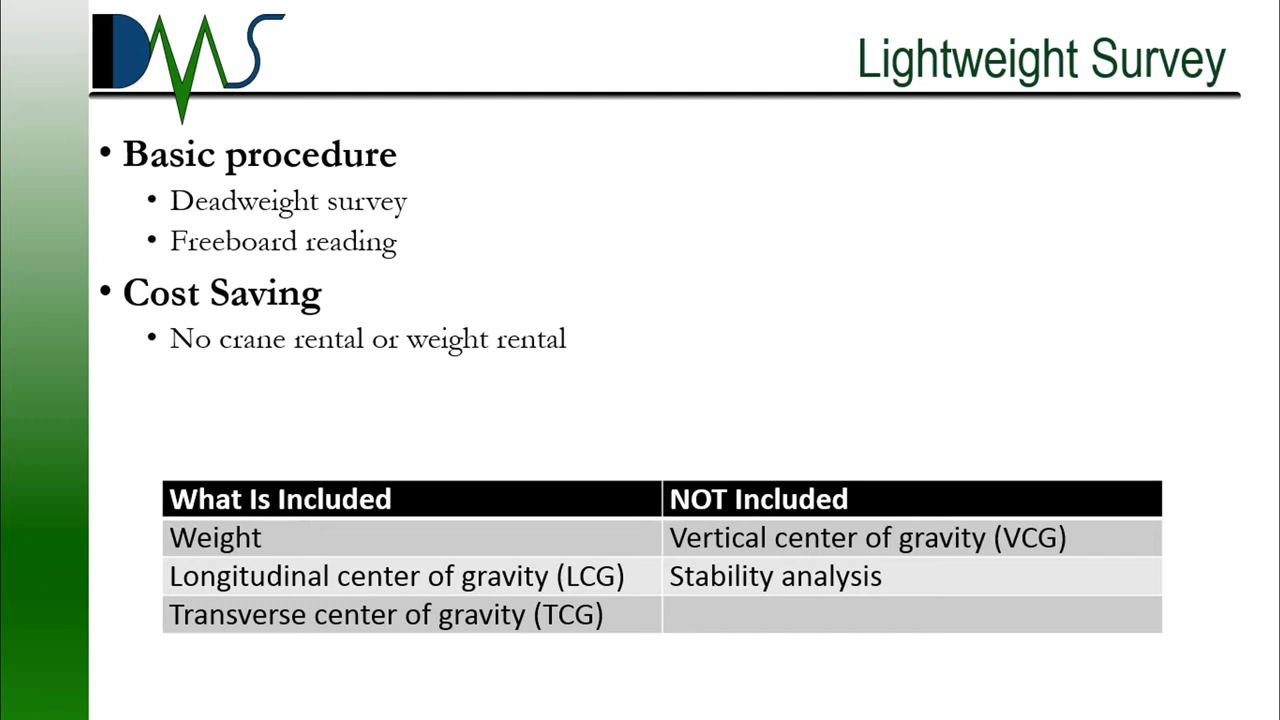 DMS
Lightweight Survey
• Basic procedure
• Deadweight survey
• Freeboard reading
• Cost Saving
• No crane rental or weight rental
What Is Included NOT Included
Weight Vertical center of gravity (VCG)
Longitudinal center of gravity (LCG) Stability analysis
Transverse center of gravity (TCG)